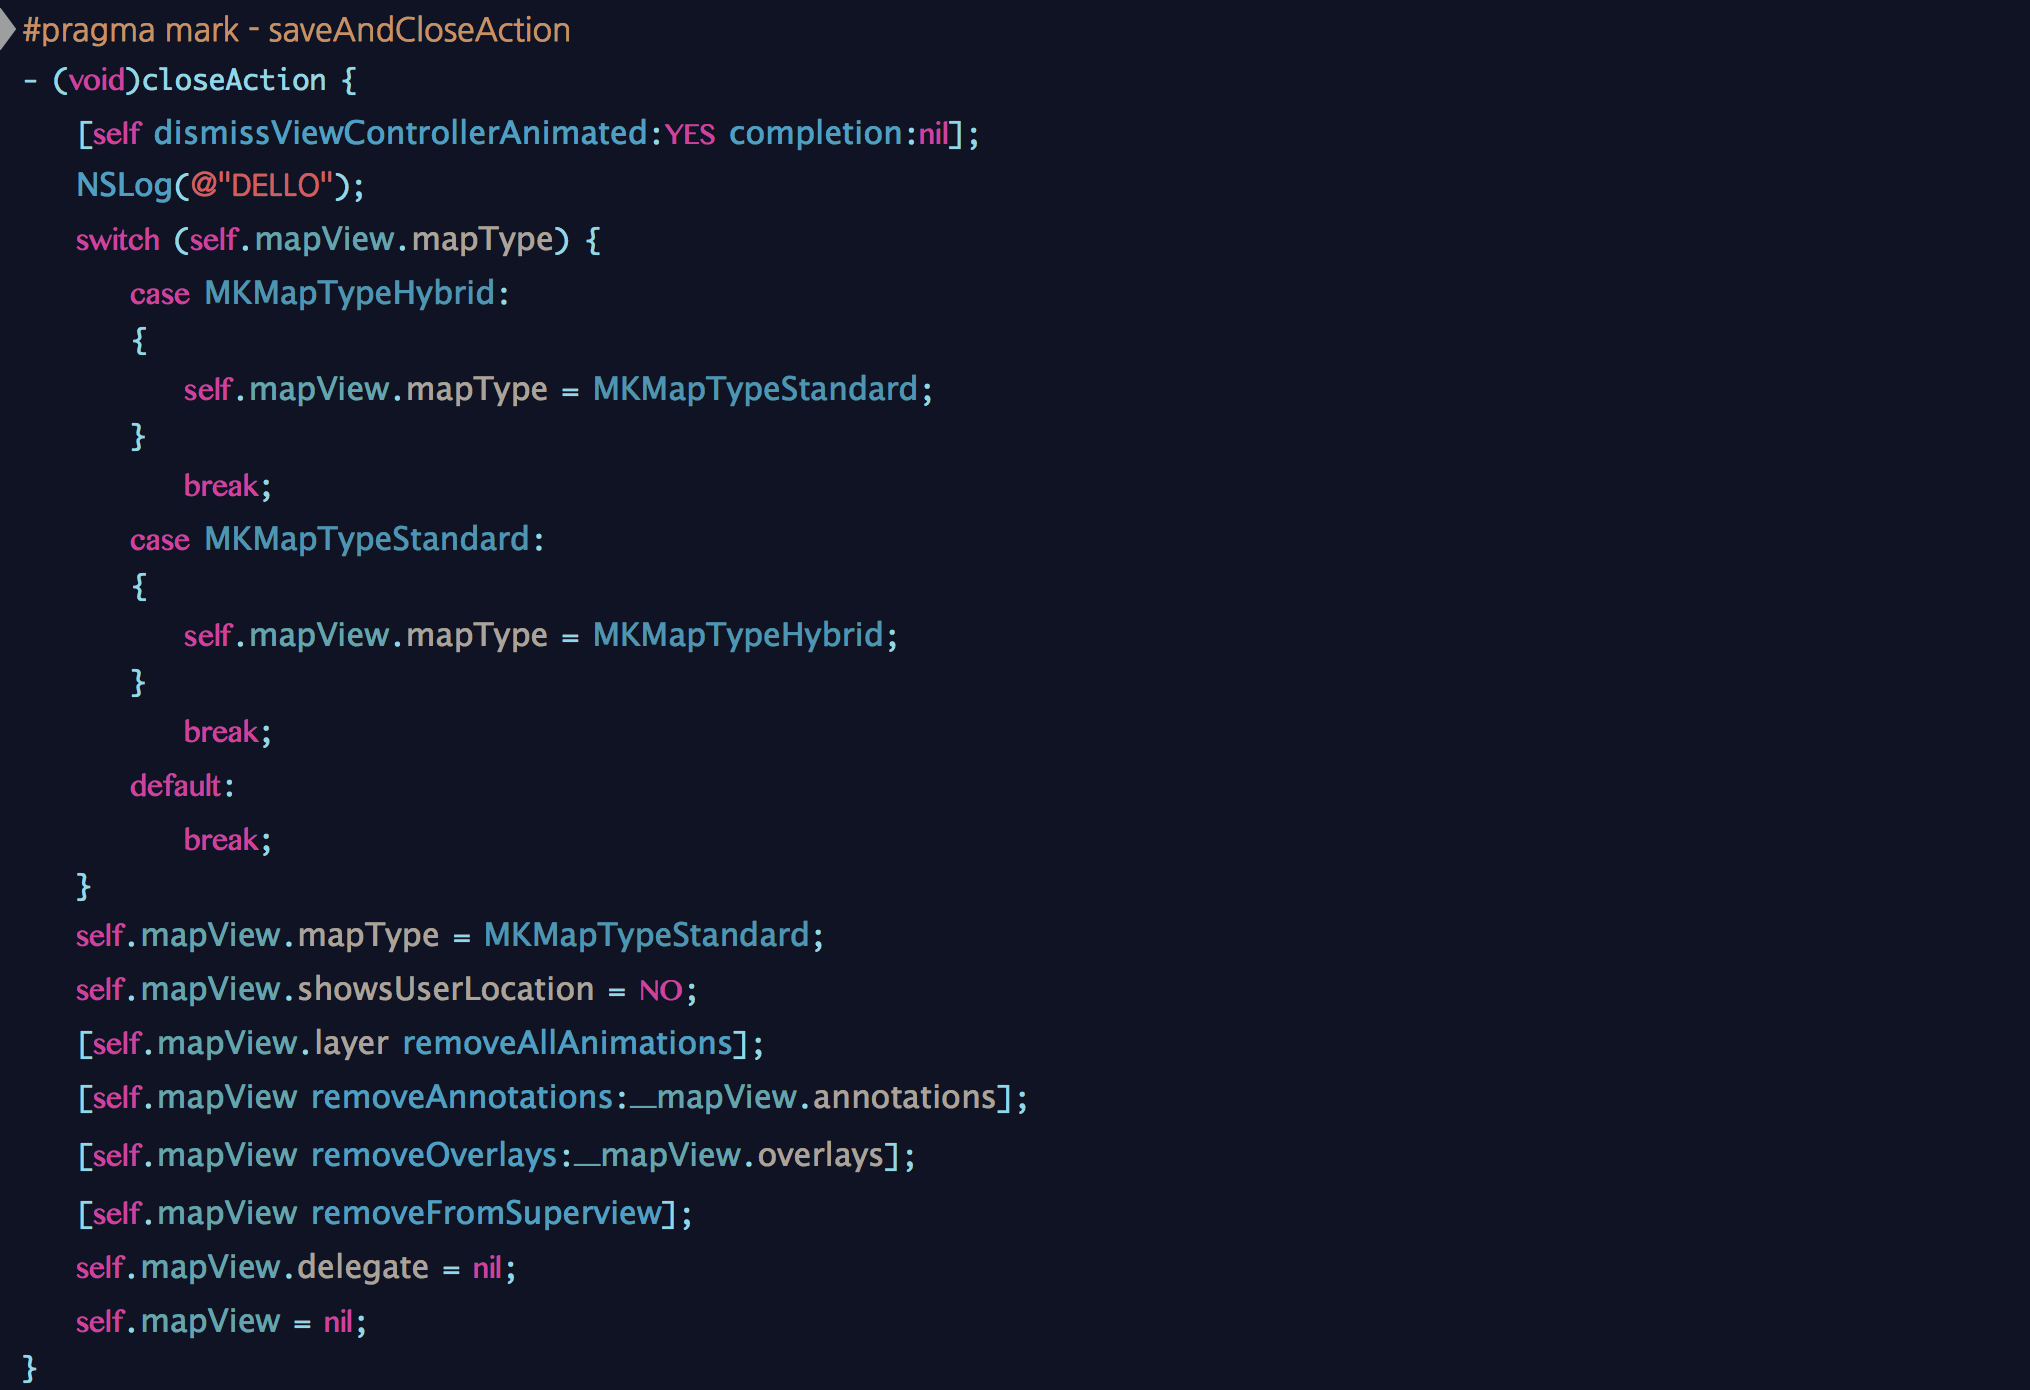 #pragma mark - saveAndCloseAction
- (void)closeAction {
[self dismissViewControllerAnimated:YES completion:nil];
NSLog(@"DELLO");
switch (self.mapView.mapType) {
case MKMapTypeHybrid:
{
self.mapView.mapType = MKMapTypeStandard;
}
break;
case MKMapTypeStandard:
{
self.mapView.mapType = MKMapTypeHybrid;
}
break;
default:
break;
}
self.mapView.mapType = MKMapTypeStandard;
self.mapView.showsUserLocation = NO;
[self.mapView.layer removeAllAnimations];
[self.mapView removeAnnotations:_mapView.annotations];
[self.mapView removeOverlays:_mapView.overlays];
[self.mapView removeFromSuperview];
self.mapView.delegate = nil;
self.mapView = nil;
}